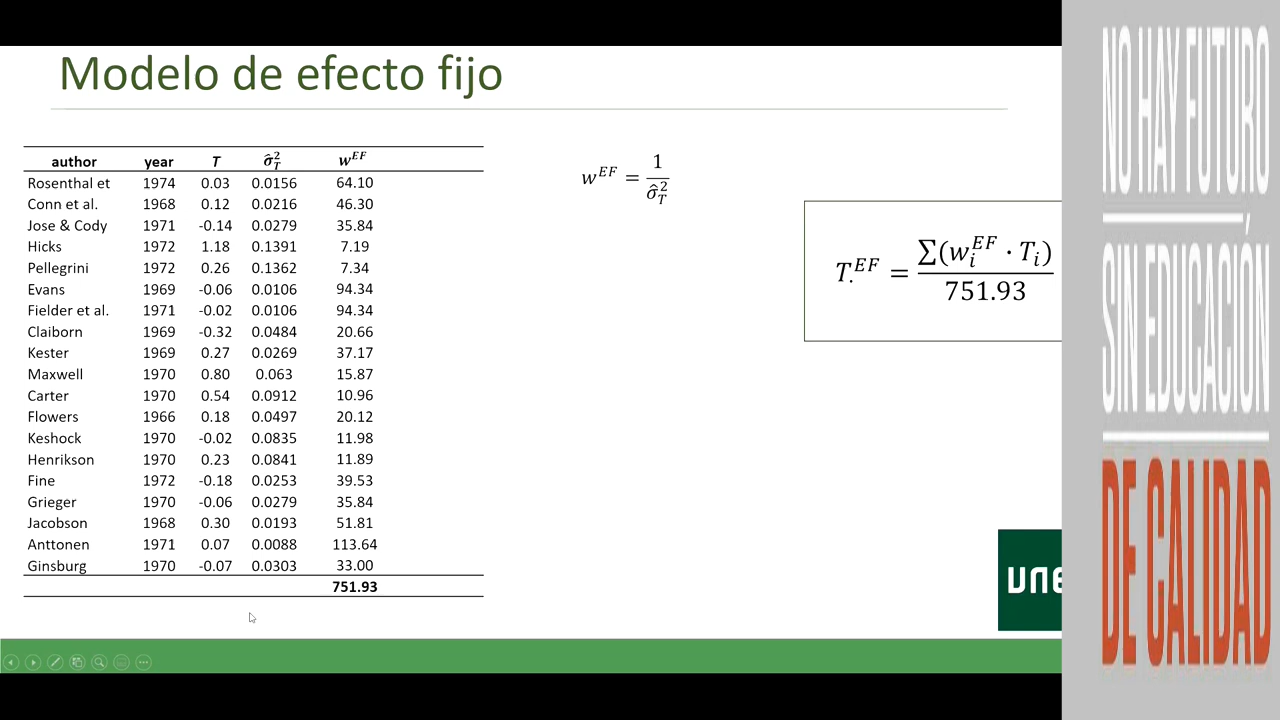 Modelo de efecto fijo
author year T σ̂²_T w^EF
Rosenthal et 1974 0.03 0.0156 64.10
Conn et al. 1968 0.12 0.0216 46.30
Jose & Cody 1971 -0.14 0.0279 35.84
Hicks 1972 1.18 0.1391 7.19
Pellegrini 1972 0.26 0.1362 7.34
Evans 1969 -0.06 0.0106 94.34
Fielder et al. 1971 -0.02 0.0106 94.34
Claiborn 1969 -0.32 0.0484 20.66
Kester 1969 0.27 0.0269 37.17
Maxwell 1970 0.80 0.063 15.87
Carter 1970 0.54 0.0912 10.96
Flowers 1966 0.18 0.0497 20.12
Keshock 1970 -0.02 0.0835 11.98
Henrikson 1970 0.23 0.0841 11.89
Fine 1972 -0.18 0.0253 39.53
Grieger 1970 -0.06 0.0279 35.84
Jacobson 1968 0.30 0.0193 51.81
Anttonen 1971 0.07 0.0088 113.64
Ginsburg 1970 -0.07 0.0303 33.00
751.93
w^EF = 1 / σ̂²_T
T.^EF = ∑(w_i^EF · T_i) / 751.93
UNE
NO HAY FUTURO
SIN EDUCACIÓN
DE CALIDAD